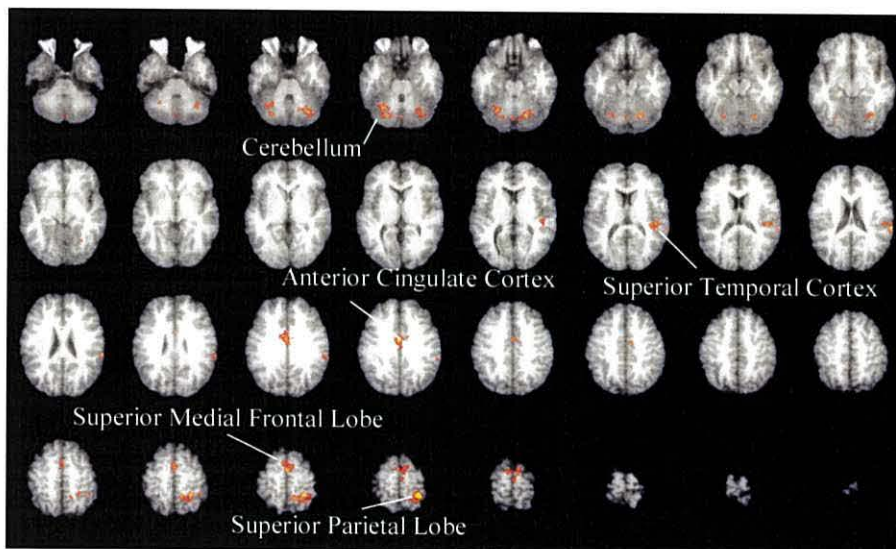 Cerebellum
Anterior Cingulate Cortex
Superior Temporal Cortex
Superior Medial Frontal Lobe
Superior Parietal Lobe